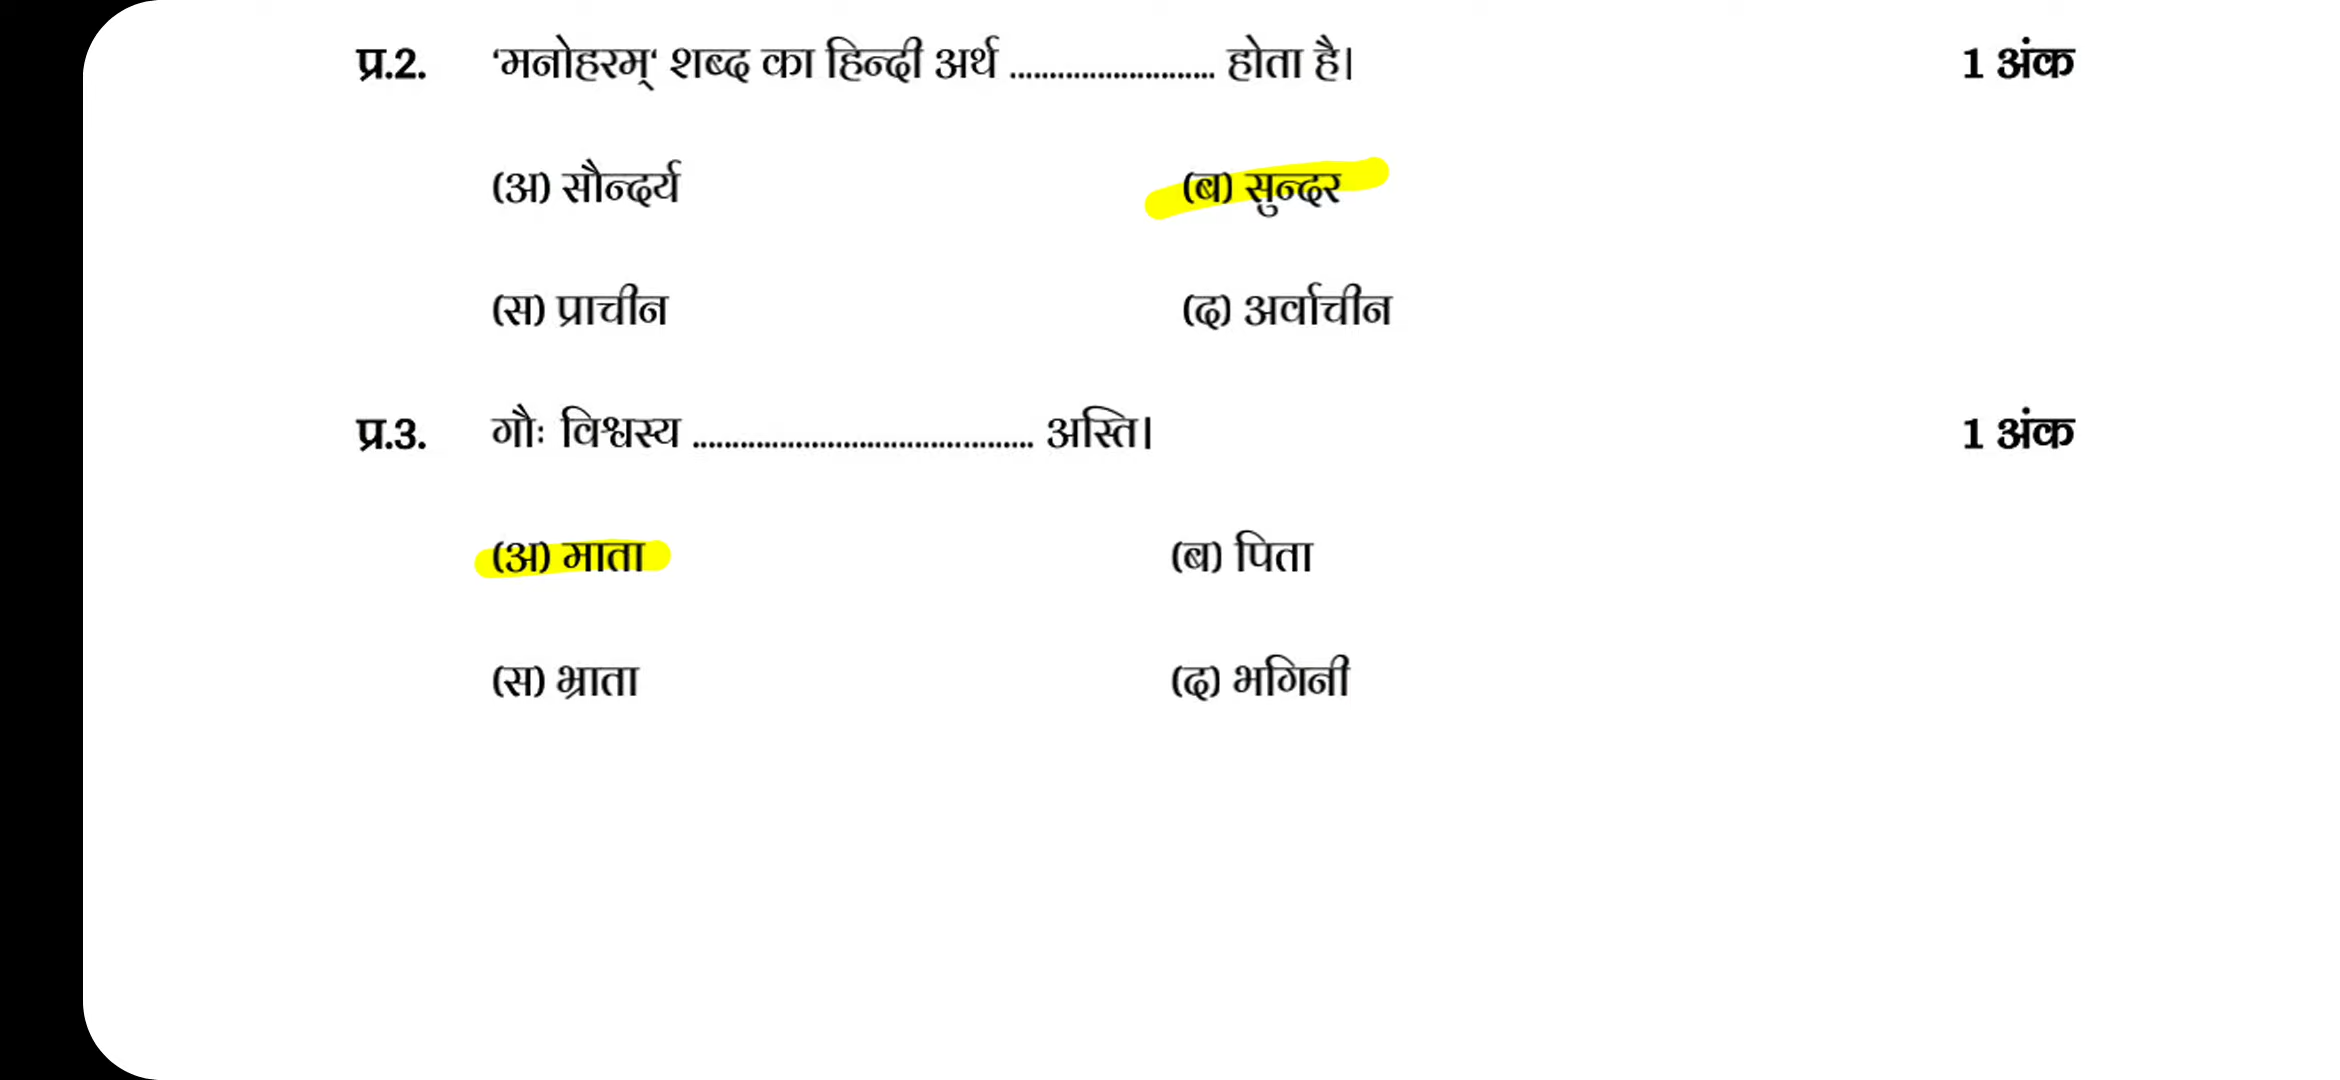 प्र.2. 'मनोहरम्' शब्द का हिन्दी अर्थ .......................... होता है। 1 अंक
(अ) सौन्दर्य (ब) सुन्दर
(स) प्राचीन (द) अर्वाचीन
प्र.3. गौः विश्वस्य ........................................... अस्ति। 1 अंक
(अ) माता (ब) पिता
(स) भ्राता (द) भगिनी